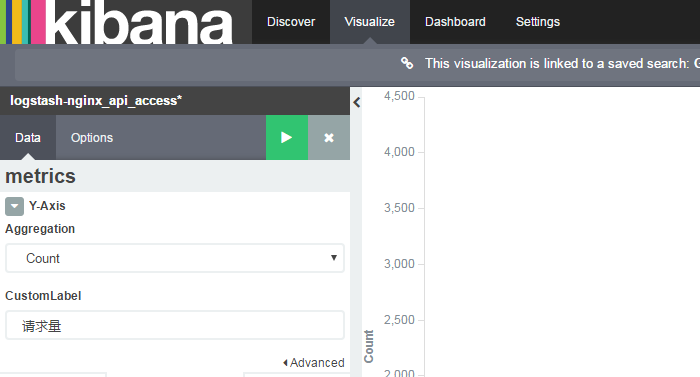 kibana
Discover Visualize Dashboard Settings
This visualization is linked to a saved search:
logstash-nginx_api_access*
Data Options
metrics
Y-Axis
Aggregation
Count
CustomLabel
请求量
Advanced
4,500
4,000
3,500
3,000
2,500
2,000
Count